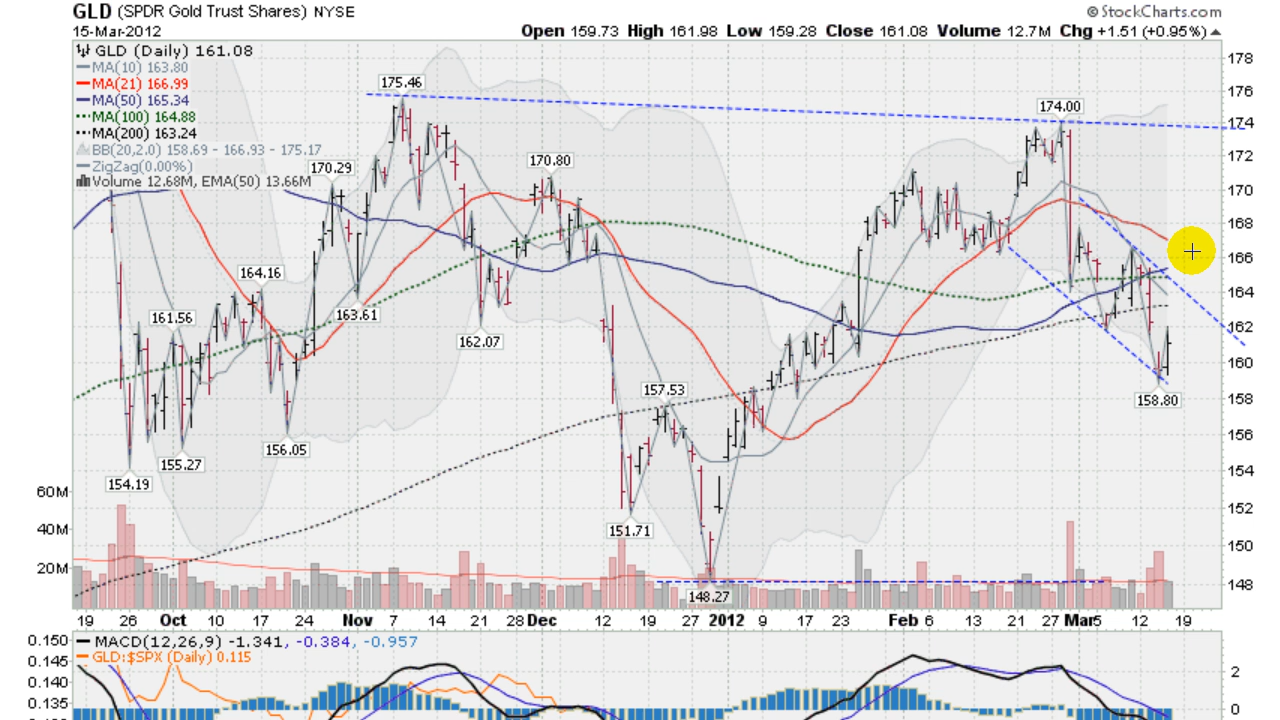 GLD (SPDR Gold Trust Shares) NYSE
© StockCharts.com
15-Mar-2012
Open 159.73 High 161.98 Low 159.28 Close 161.08 Volume 12.7M Chg +1.51 (+0.95%)
GLD (Daily) 161.08
MA(10) 163.80
MA(21) 166.99
MA(50) 165.34
MA(100) 164.88
MA(200) 163.24
BB(20,2.0) 158.69 - 166.93 - 175.17
ZigZag(0.00%)
Volume 12.68M, EMA(50) 13.66M
175.46
174.00
170.29
170.80
164.16
163.61
161.56
162.07
157.53
158.80
156.05
155.27
154.19
151.71
148.27
178
176
174
172
170
168
166
164
162
160
158
156
154
152
150
148
60M
40M
20M
19 26 Oct 10 17 24 Nov 7 14 21 28 Dec 12 19 27 2012 9 17 23 Feb 6 13 21 27 Mar 5 12 19
MACD(12,26,9) -1.341, -0.384, -0.957
GLD:$SPX (Daily) 0.115
0.150
0.145
0.140
0.135
2
0